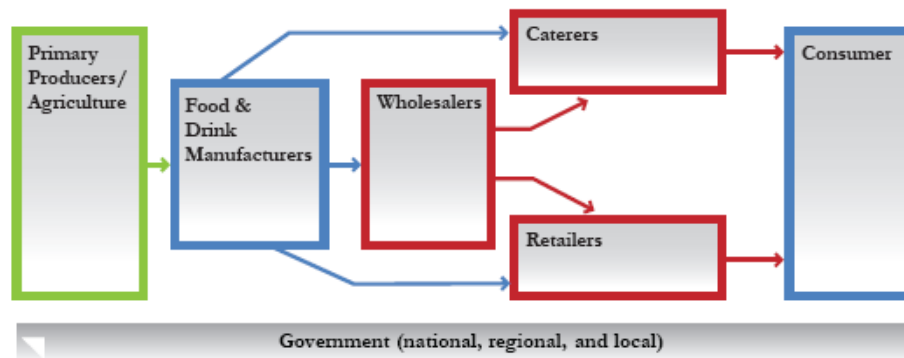 Primary
Producers/
Agriculture
Food &
Drink
Manufacturers
Wholesalers
Caterers
Retailers
Consumer
Government (national, regional, and local)